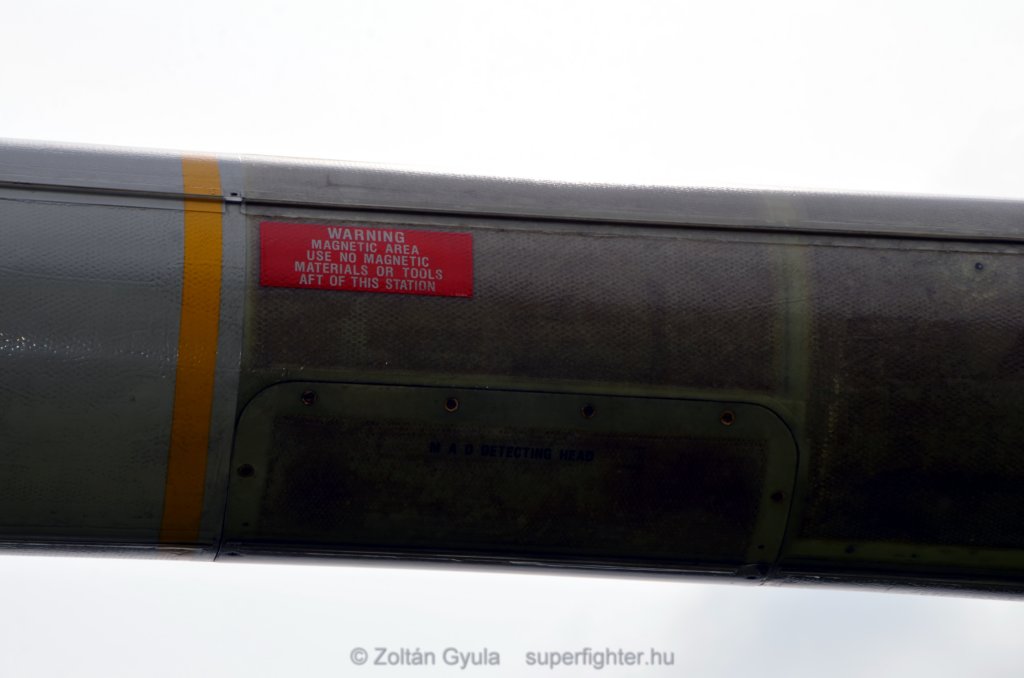 WARNING
MAGNETIC AREA
USE NO MAGNETIC
MATERIALS OR TOOLS
AFT OF THIS STATION
M A D DETECTING HEAD
© Zoltán Gyula superfighter.hu